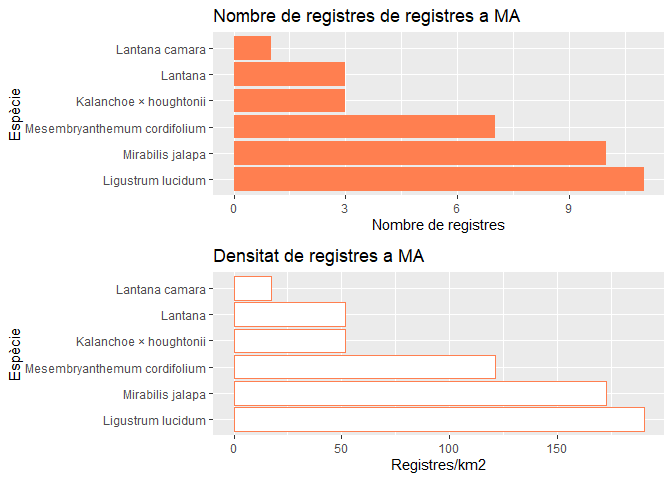 Nombre de registres de registres a MA
Espècie
Lantana camara
Lantana
Kalanchoe × houghtonii
Mesembryanthemum cordifolium
Mirabilis jalapa
Ligustrum lucidum
0 3 6 9
Nombre de registres
Densitat de registres a MA
Espècie
Lantana camara
Lantana
Kalanchoe × houghtonii
Mesembryanthemum cordifolium
Mirabilis jalapa
Ligustrum lucidum
0 50 100 150
Registres/km2